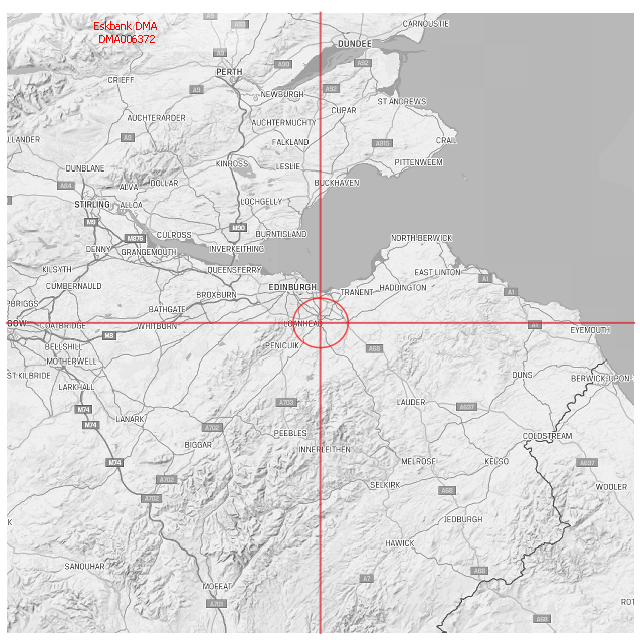 Eskbank DMA
DMA006372
A9
A88
CARNOUSTIE
DUNDEE
A9
A90
A92
PERTH
CRIEFF
A9
NEWBURGH
A92
ST ANDREWS
CUPAR
AUCHTERARDER
AUCHTERMUCHTY
A9
FALKLAND
A915
CRAIL
LLANDER
KINROSS
LESLIE
PITTENWEEM
DUNBLANE
A84
ALVA
DOLLAR
BUCKHAVEN
STIRLING
ALLOA
LOCHGELLY
M9
M90
CULROSS
BURNTISLAND
M876
NORTH BERWICK
DENNY
GRANGEMOUTH
INVERKEITHING
KILSYTH
QUEENSFERRY
EAST LINTON
A1
CUMBERNAULD
EDINBURGH
HADDINGTON
BROXBURN
TRANENT
A1
PBRIGGS
BATHGATE
GOW
COATBRIDGE
WHITBURN
LOANHEAD
A1
EYEMOUTH
M8
BELLSHILL
PENICUIK
A68
MOTHERWELL
ST KILBRIDE
DUNS
BERWICK-UPON-
LARKHALL
M74
A703
LAUDER
A697
M74
LANARK
A702
PEEBLES
COLDSTREAM
BIGGAR
INNERLEITHEN
M74
MELROSE
KELSO
A697
A702
SELKIRK
A68
WOOLER
A702
K
JEDBURGH
HAWICK
SANQUHAR
A68
A7
MOFFAT
A701
ROT
A68